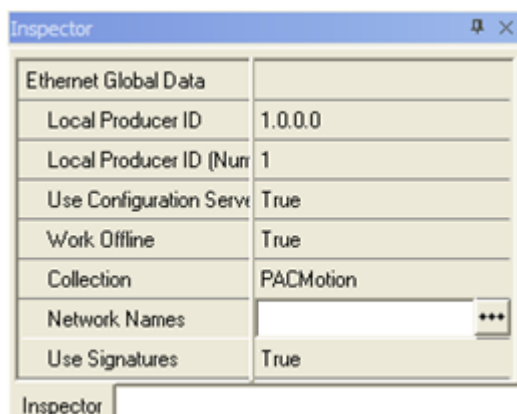 Inspector
Ethernet Global Data
Local Producer ID 1.0.0.0
Local Producer ID (Num 1
Use Configuration Serve True
Work Offline True
Collection PACMotion
Network Names
Use Signatures True
Inspector